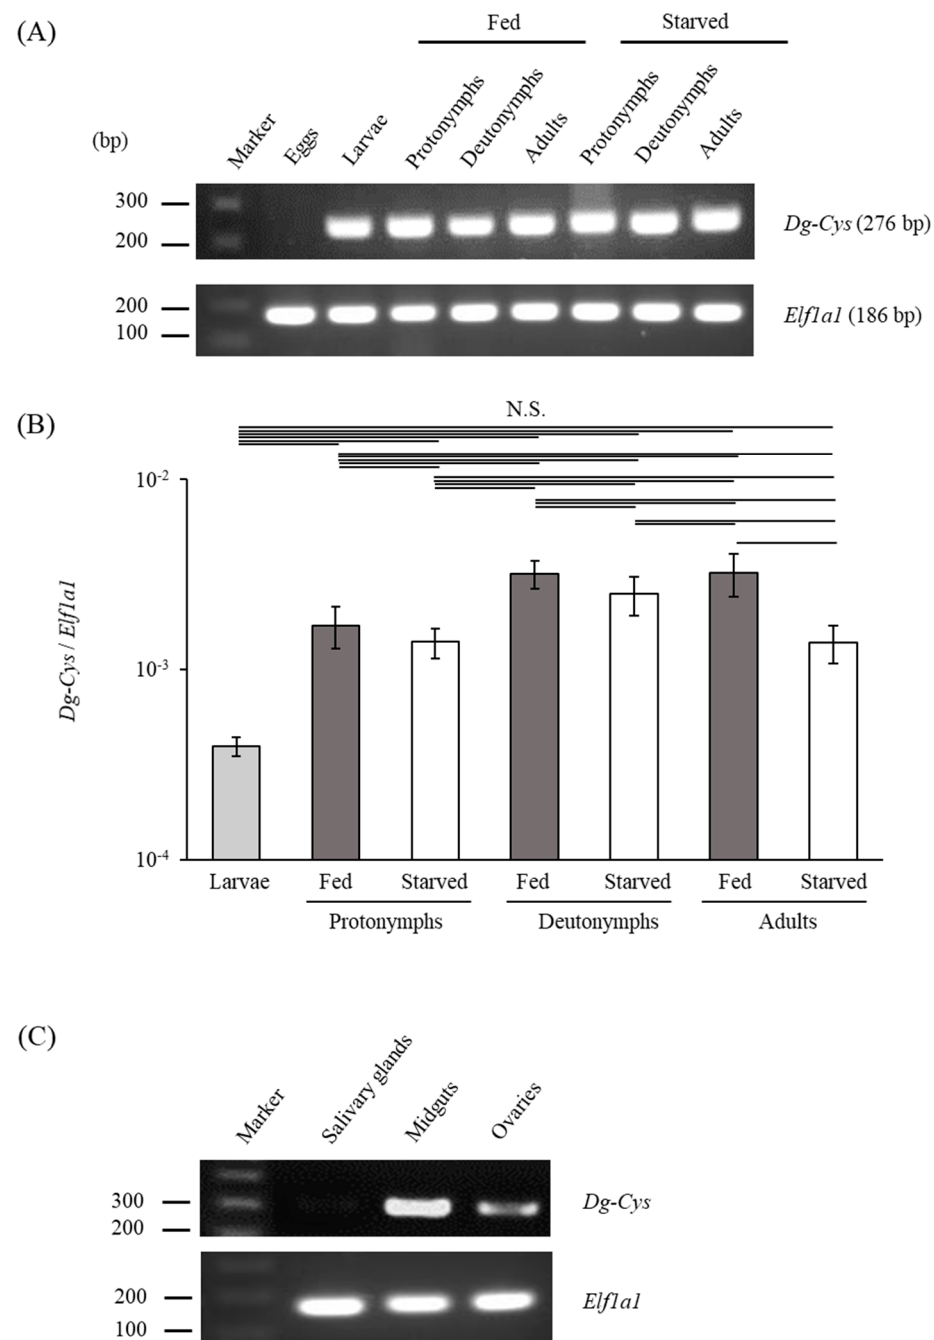 (A)
Fed
Starved
(bp)
Marker
Eggs
Larvae
Protonymphs
Deutonymphs
Adults
Protonymphs
Deutonymphs
Adults
300
200
Dg-Cys (276 bp)
200
100
Elf1a1 (186 bp)
(B)
N.S.
10-2
10-3
10-4
Dg-Cys / Elf1a1
Larvae
Fed
Starved
Fed
Starved
Fed
Starved
Protonymphs
Deutonymphs
Adults
(C)
Marker
Salivary glands
Midguts
Ovaries
300
200
Dg-Cys
200
100
Elf1a1